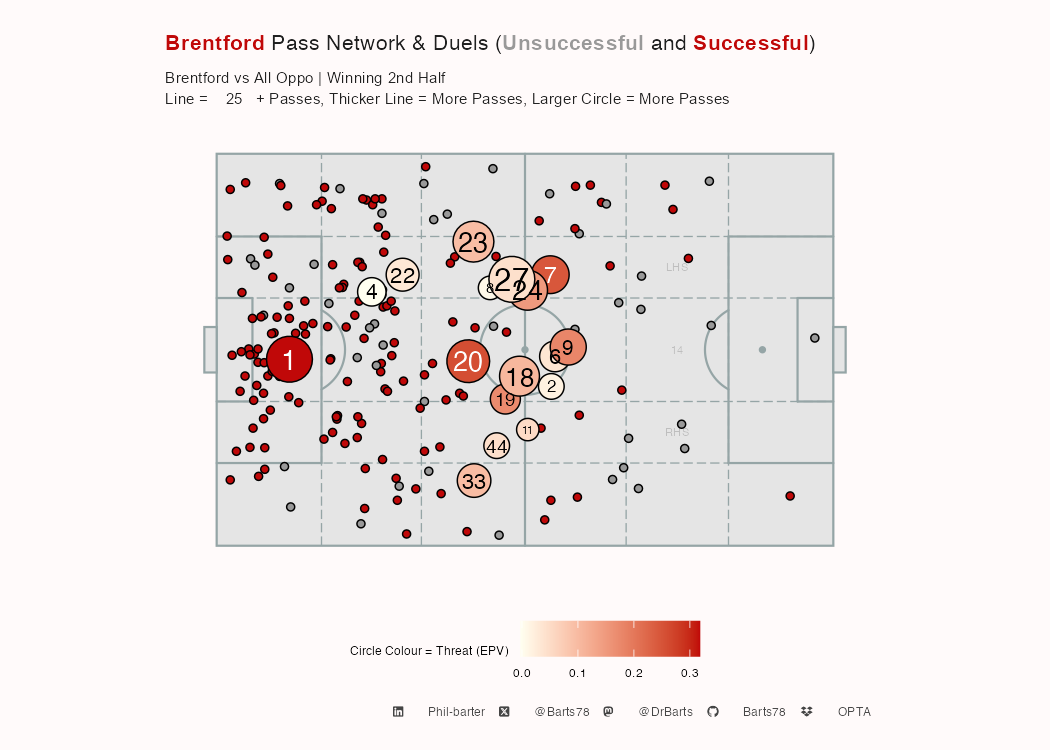 Brentford Pass Network & Duels (Unsuccessful and Successful)
Brentford vs All Oppo | Winning 2nd Half
Line = 25 + Passes, Thicker Line = More Passes, Larger Circle = More Passes
23
22
4
8
27
24
7
LHS
1
20
18
6
9
14
19
2
11
44
RHS
33
Circle Colour = Threat (EPV)
0.0 0.1 0.2 0.3
Phil-barter @Barts78 @DrBarts Barts78 OPTA